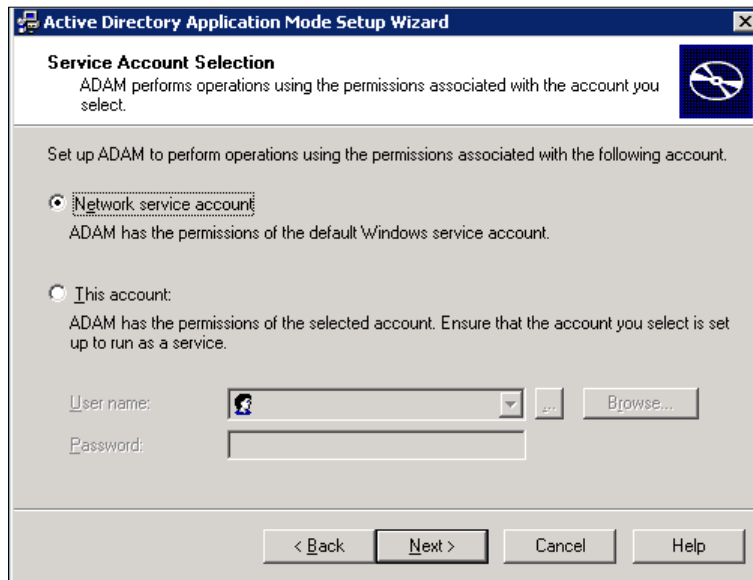 Active Directory Application Mode Setup Wizard
Service Account Selection
ADAM performs operations using the permissions associated with the account you
select.
Set up ADAM to perform operations using the permissions associated with the following account.
Network service account
ADAM has the permissions of the default Windows service account.
This account:
ADAM has the permissions of the selected account. Ensure that the account you select is set
up to run as a service.
User name:
... Browse...
Password:
< Back Next > Cancel Help